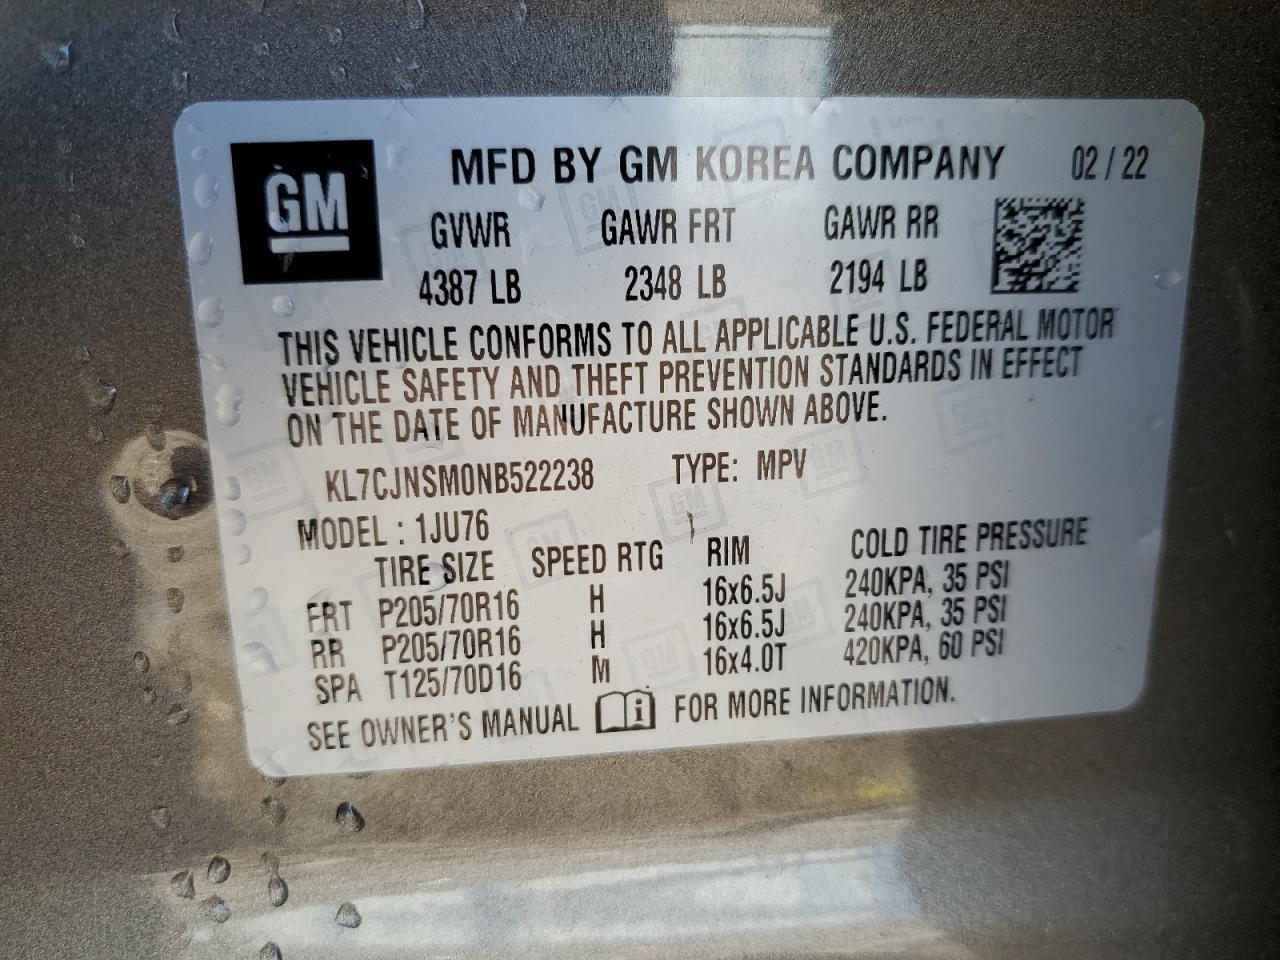 GM
MFD BY GM KOREA COMPANY 02 / 22
GVWR GAWR FRT GAWR RR
4387 LB 2348 LB 2194 LB
THIS VEHICLE CONFORMS TO ALL APPLICABLE U.S. FEDERAL MOTOR
VEHICLE SAFETY AND THEFT PREVENTION STANDARDS IN EFFECT
ON THE DATE OF MANUFACTURE SHOWN ABOVE.
KL7CJNSM0NB522238 TYPE: MPV
MODEL : 1JU76
TIRE SIZE SPEED RTG RIM COLD TIRE PRESSURE
FRT P205/70R16 H 16x6.5J 240KPA, 35 PSI
RR P205/70R16 H 16x6.5J 240KPA, 35 PSI
SPA T125/70D16 M 16x4.0T 420KPA, 60 PSI
SEE OWNER'S MANUAL i FOR MORE INFORMATION.